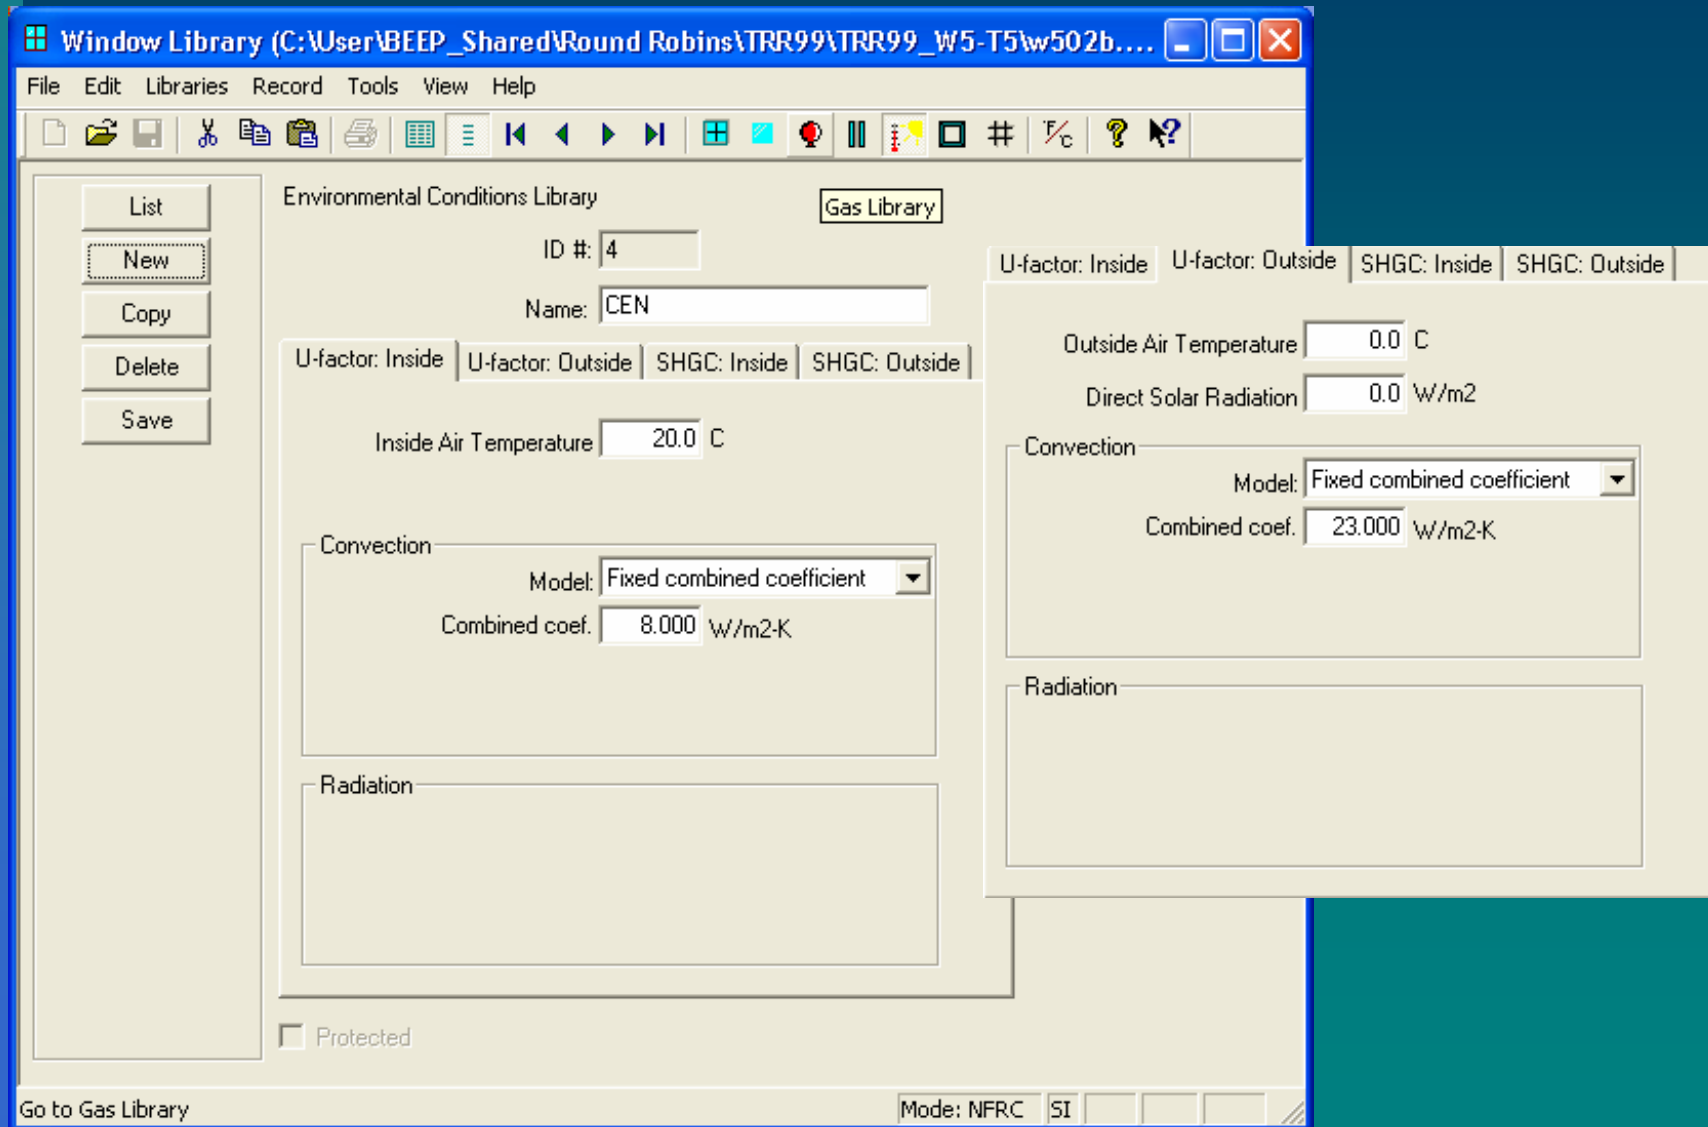 Window Library (C:\User\BEEP_Shared\Round Robins\TRR99\TRR99_W5-T5\w502b....
File Edit Libraries Record Tools View Help
F/C ? ?
List
New
Copy
Delete
Save
Environmental Conditions Library
Gas Library
ID #: 4
Name: CEN
U-factor: Inside U-factor: Outside SHGC: Inside SHGC: Outside
Inside Air Temperature 20.0 C
Convection
Model: Fixed combined coefficient
Combined coef. 8.000 W/m2-K
Radiation
Protected
U-factor: Inside U-factor: Outside SHGC: Inside SHGC: Outside
Outside Air Temperature 0.0 C
Direct Solar Radiation 0.0 W/m2
Convection
Model: Fixed combined coefficient
Combined coef. 23.000 W/m2-K
Radiation
Go to Gas Library Mode: NFRC SI